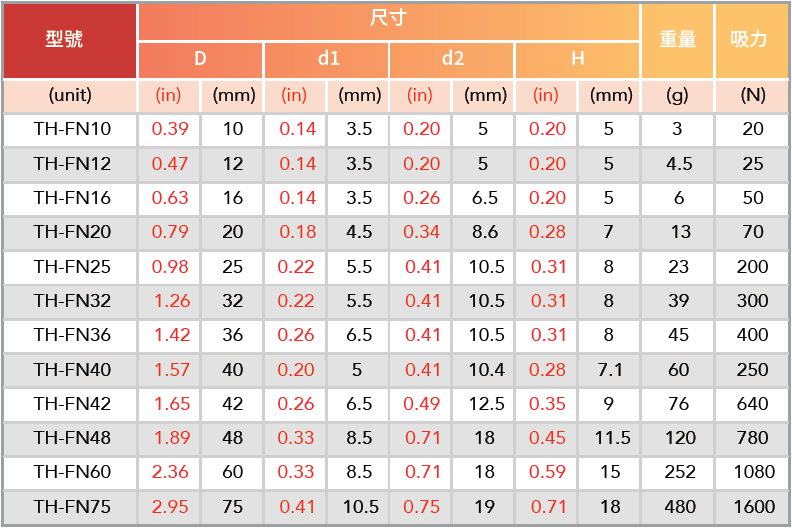 型號 尺寸 重量 吸力
D d1 d2 H
(unit) (in) (mm) (in) (mm) (in) (mm) (in) (mm) (g) (N)
TH-FN10 0.39 10 0.14 3.5 0.20 5 0.20 5 3 20
TH-FN12 0.47 12 0.14 3.5 0.20 5 0.20 5 4.5 25
TH-FN16 0.63 16 0.14 3.5 0.26 6.5 0.20 5 6 50
TH-FN20 0.79 20 0.18 4.5 0.34 8.6 0.28 7 13 70
TH-FN25 0.98 25 0.22 5.5 0.41 10.5 0.31 8 23 200
TH-FN32 1.26 32 0.22 5.5 0.41 10.5 0.31 8 39 300
TH-FN36 1.42 36 0.26 6.5 0.41 10.5 0.31 8 45 400
TH-FN40 1.57 40 0.20 5 0.41 10.4 0.28 7.1 60 250
TH-FN42 1.65 42 0.26 6.5 0.49 12.5 0.35 9 76 640
TH-FN48 1.89 48 0.33 8.5 0.71 18 0.45 11.5 120 780
TH-FN60 2.36 60 0.33 8.5 0.71 18 0.59 15 252 1080
TH-FN75 2.95 75 0.41 10.5 0.75 19 0.71 18 480 1600